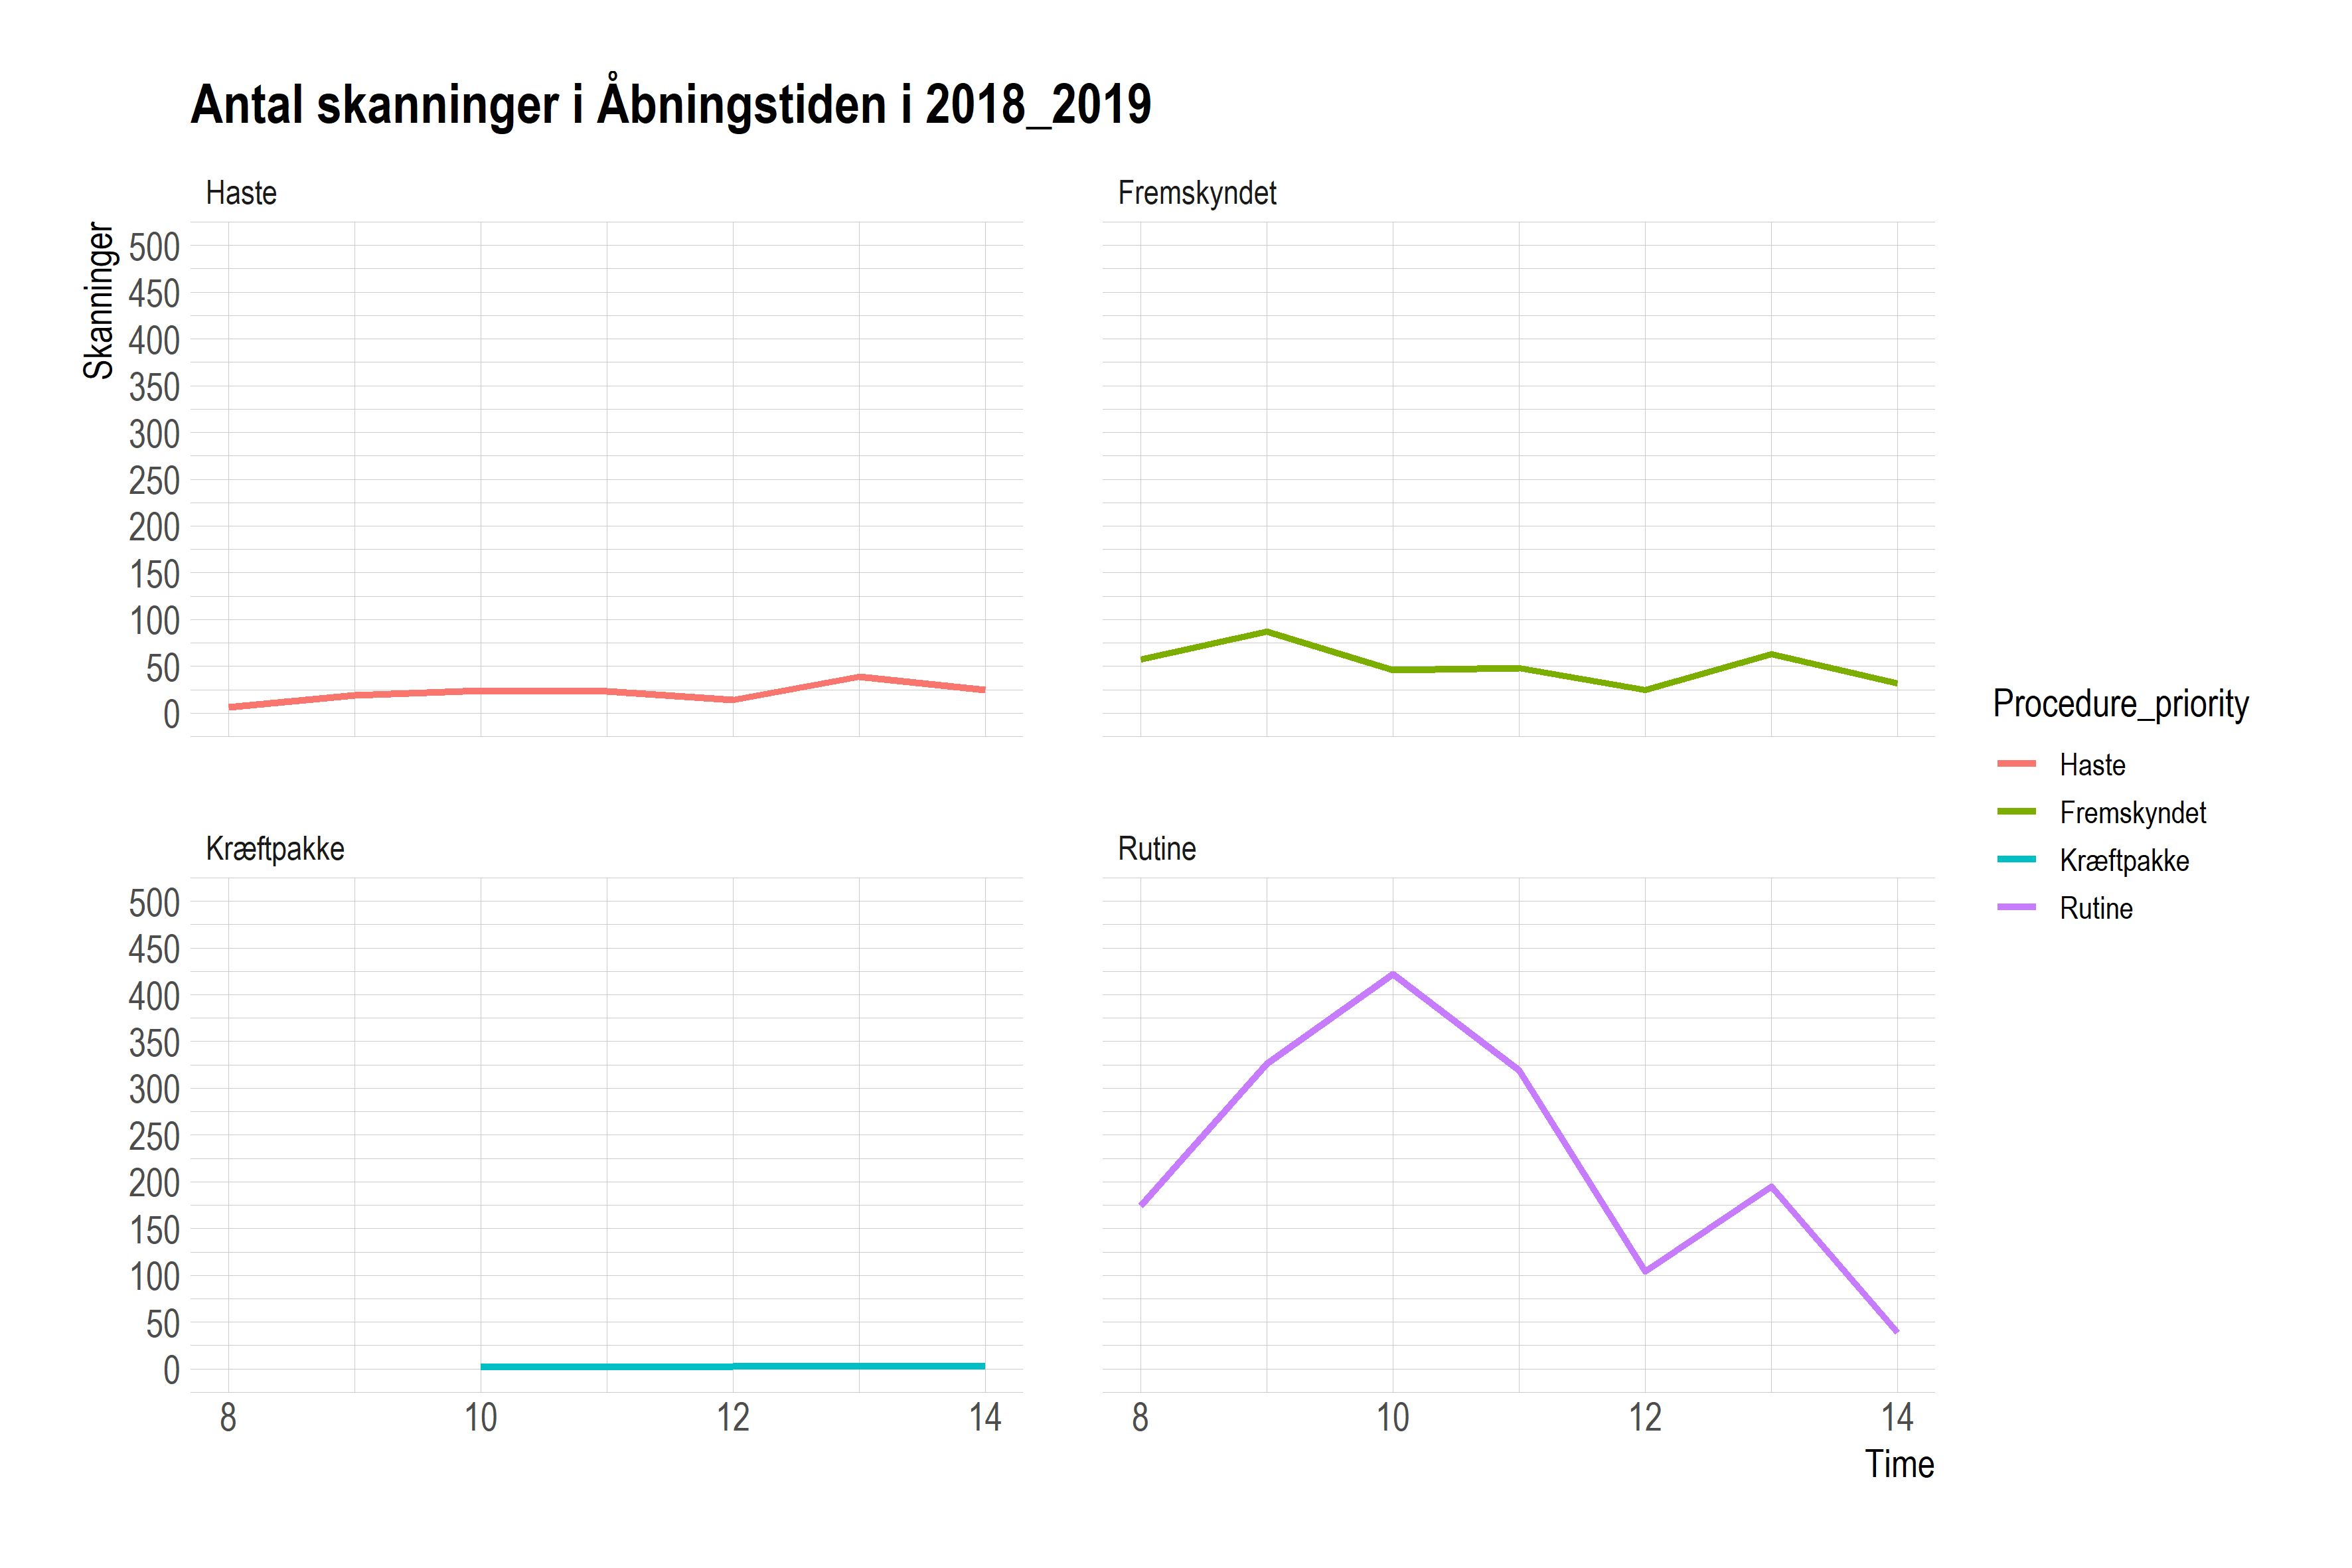 Antal skanninger i Åbningstiden i 2018_2019
Haste
Fremskyndet
Skanninger
500
450
400
350
300
250
200
150
100
50
0
Kræftpakke
Rutine
500
450
400
350
300
250
200
150
100
50
0
8 10 12 14
8 10 12 14
Time
Procedure_priority
Haste
Fremskyndet
Kræftpakke
Rutine